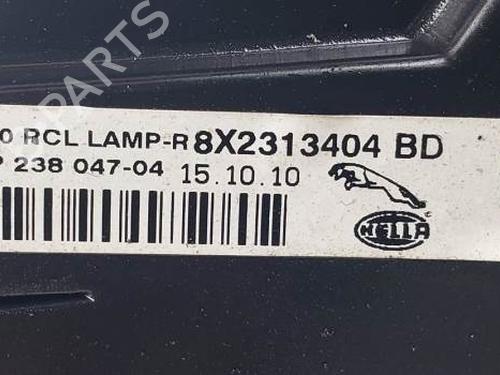 0 RCL LAMP-R 8X2313404 BD
238 047-04 15.10.10
HELLA
B-PARTS